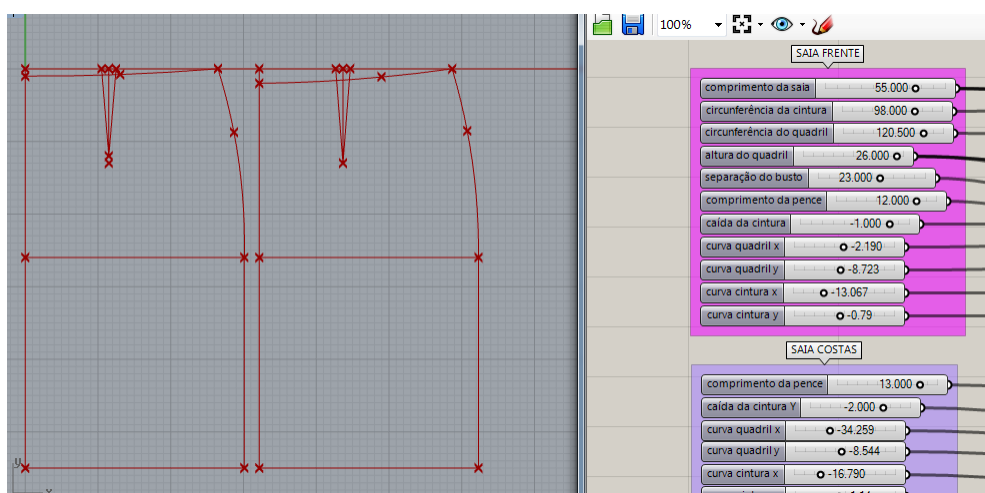 100%
SAIA FRENTE
comprimento da saia 55.000
circunferência da cintura 98.000
circunferência do quadril 120.500
altura do quadril 26.000
separação do busto 23.000
comprimento da pence 12.000
caída da cintura -1.000
curva quadril x -2.190
curva quadril y -8.723
curva cintura x -13.067
curva cintura y -0.79
SAIA COSTAS
comprimento da pence 13.000
caída da cintura Y -2.000
curva quadril x -34.259
curva quadril y -8.544
curva cintura x -16.790
y
x